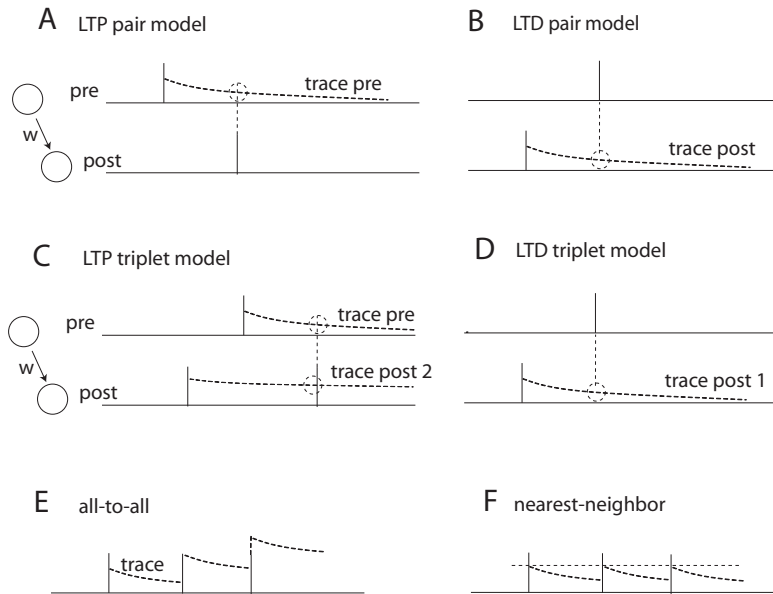 A LTP pair model
pre
trace pre
w
post
B LTD pair model
trace post
C LTP triplet model
pre
trace pre
w
post
trace post 2
D LTD triplet model
trace post 1
E all-to-all
trace
F nearest-neighbor